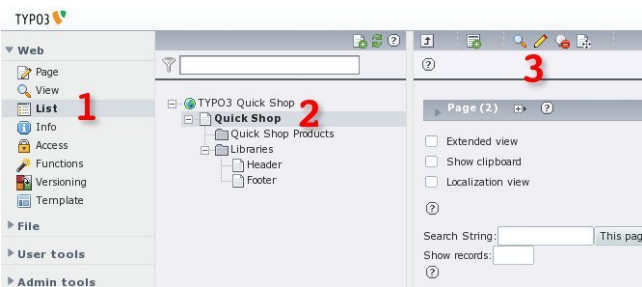 TYPO3
Web
Page
View
List
Info
Access
Functions
Versioning
Template
File
User tools
Admin tools
1
TYPO3 Quick Shop
Quick Shop
Quick Shop Products
Libraries
Header
Footer
2
3
Page (2)
Extended view
Show clipboard
Localization view
Search String:
This pag
Show records: